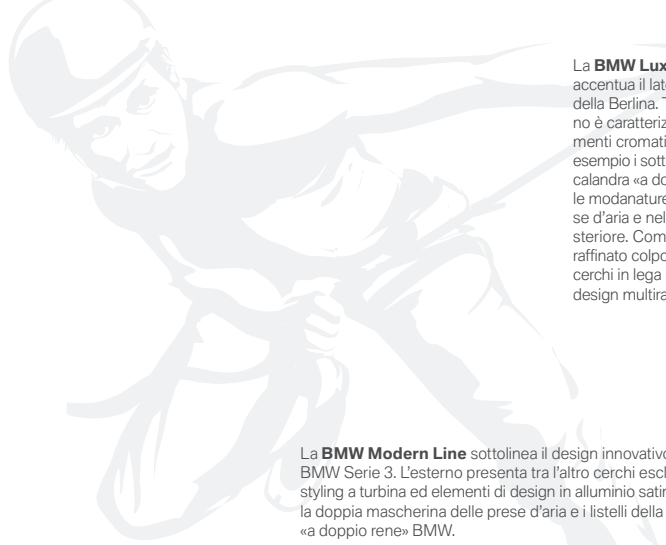 La BMW Lux
accentua il lat
della Berlina.
no è caratteriz
menti cromati
esempio i sott
calandra «a do
le modanature
se d'aria e nel
steriore. Com
raffinato colpo
cerchi in lega
design multira
La BMW Modern Line sottolinea il design innovativo
BMW Serie 3. L'esterno presenta tra l'altro cerchi escl
styling a turbina ed elementi di design in alluminio satin
la doppia mascherina delle prese d'aria e i listelli della
«a doppio rene» BMW.